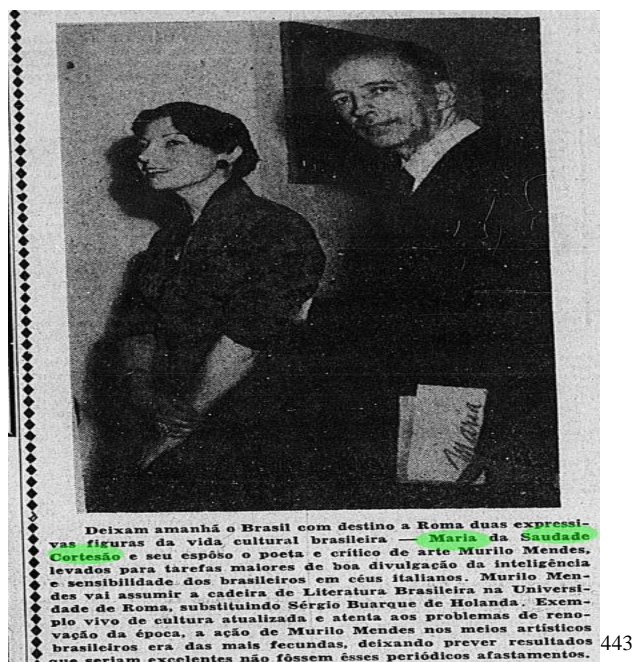 Maria
Deixam amanhã o Brasil com destino a Roma duas expressi-
vas figuras da vida cultural brasileira — Maria da Saudade
Cortesão e seu espôso o poeta e crítico de arte Murilo Mendes,
levados para tarefas maiores de boa divulgação da inteligência
e sensibilidade dos brasileiros em céus italianos. Murilo Men-
des vai assumir a cadeira de Literatura Brasileira na Universi-
dade de Roma, substituindo Sérgio Buarque de Holanda. Exem-
plo vivo de cultura atualizada e atenta aos problemas de reno-
vação da época, a ação de Murilo Mendes nos meios artísticos
brasileiros era das mais fecundas, deixando prever resultados
que seriam excelentes não fôssem êsses periódicos afastamentos.
443